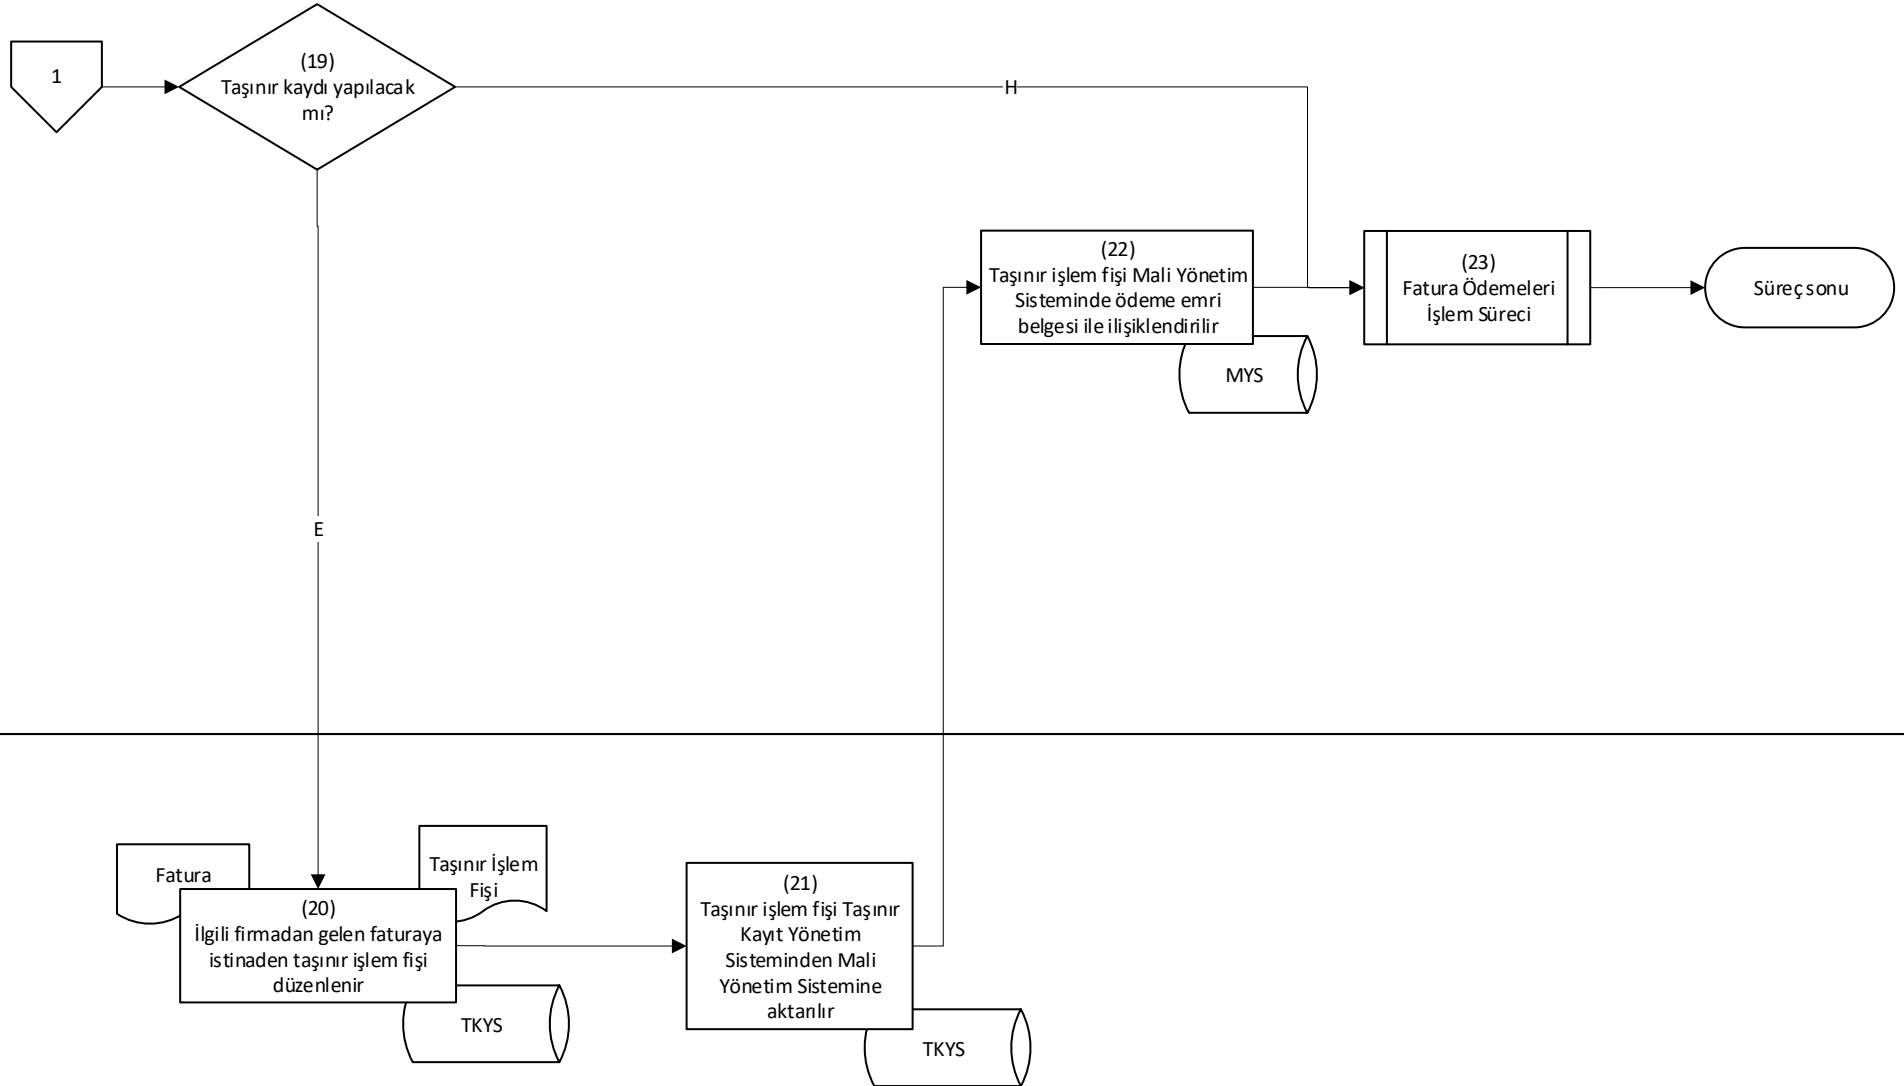 1
(19)
Taşınır kaydı yapılacak
mı?
H
E
(22)
Taşınır işlem fişi Mali Yönetim
Sisteminde ödeme emri
belgesi ile ilişiklendirilir
MYS
(23)
Fatura Ödemeleri
İşlem Süreci
Süreç sonu
Fatura
Taşınır İşlem
Fişi
(20)
İlgili firmadan gelen faturaya
istinaden taşınır işlem fişi
düzenlenir
TKYS
(21)
Taşınır işlem fişi Taşınır
Kayıt Yönetim
Sisteminden Mali
Yönetim Sistemine
aktarılır
TKYS